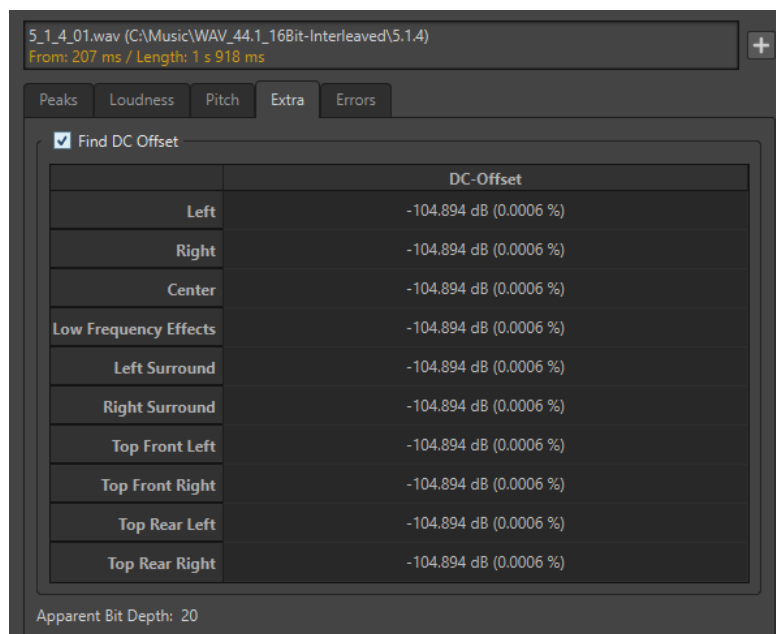 5_1_4_01.wav (C:\Music\WAV_44.1_16Bit-Interleaved\5.1.4)
From: 207 ms / Length: 1 s 918 ms
Peaks Loudness Pitch Extra Errors
Find DC Offset
DC-Offset
Left -104.894 dB (0.0006 %)
Right -104.894 dB (0.0006 %)
Center -104.894 dB (0.0006 %)
Low Frequency Effects -104.894 dB (0.0006 %)
Left Surround -104.894 dB (0.0006 %)
Right Surround -104.894 dB (0.0006 %)
Top Front Left -104.894 dB (0.0006 %)
Top Front Right -104.894 dB (0.0006 %)
Top Rear Left -104.894 dB (0.0006 %)
Top Rear Right -104.894 dB (0.0006 %)
Apparent Bit Depth: 20